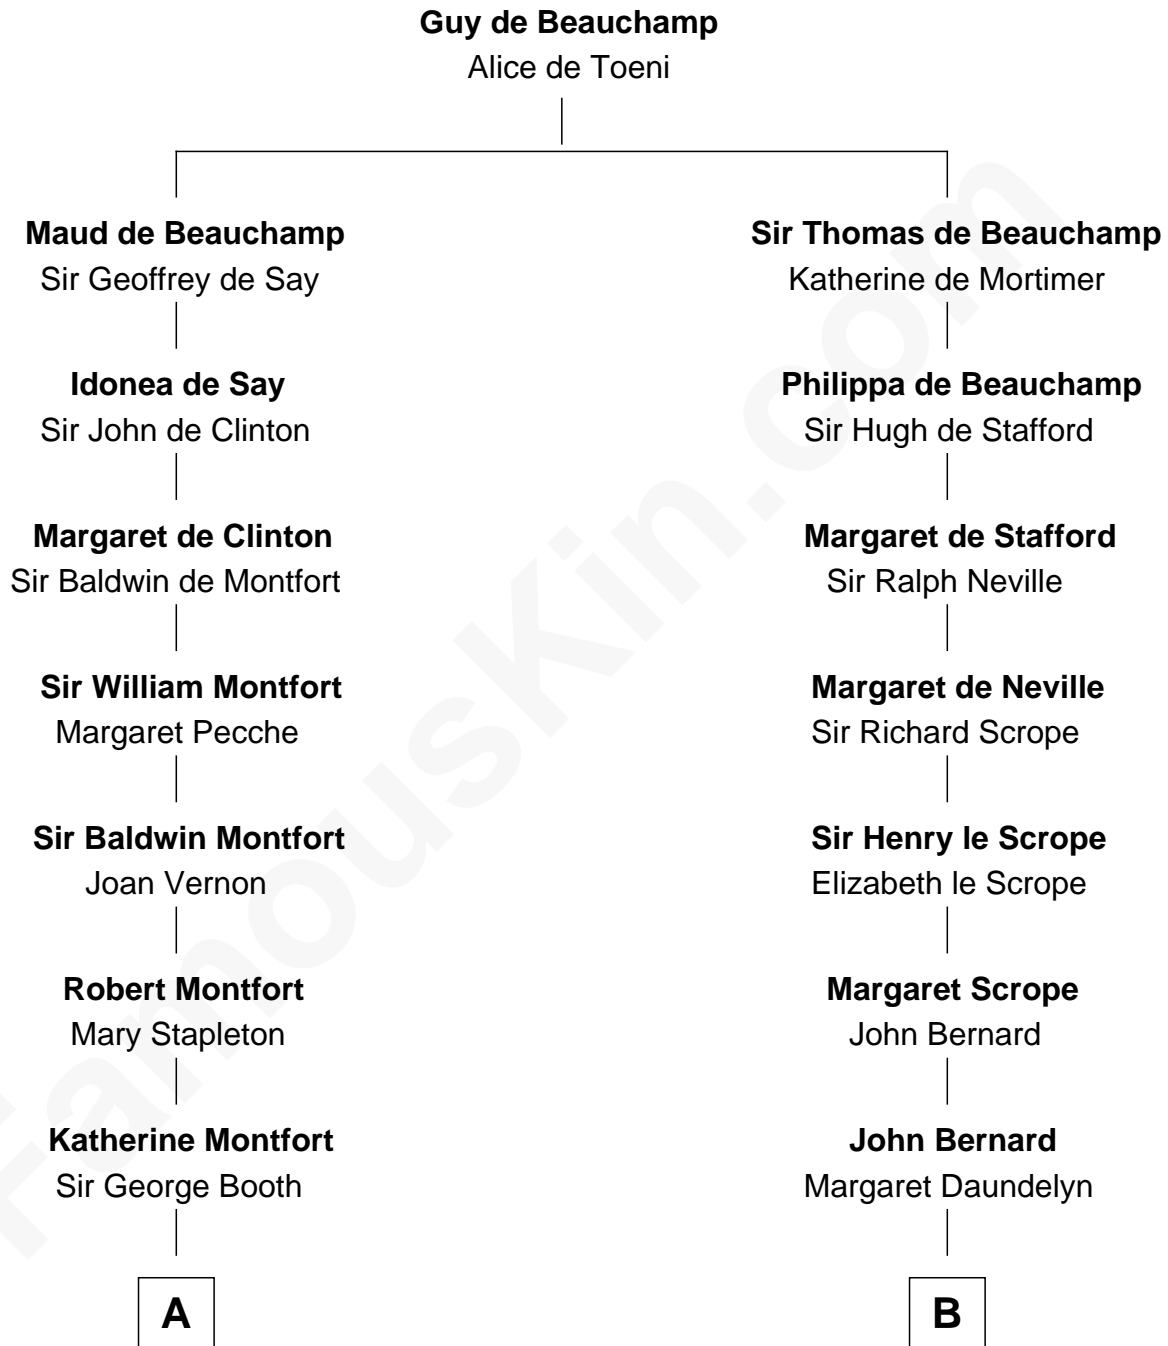 Guy de Beauchamp
Alice de Toeni
Maud de Beauchamp
Sir Geoffrey de Say
Sir Thomas de Beauchamp
Katherine de Mortimer
Idonea de Say
Sir John de Clinton
Philippa de Beauchamp
Sir Hugh de Stafford
Margaret de Clinton
Sir Baldwin de Montfort
Margaret de Stafford
Sir Ralph Neville
Sir William Montfort
Margaret Pecche
Margaret de Neville
Sir Richard Scrope
Sir Baldwin Montfort
Joan Vernon
Sir Henry le Scrope
Elizabeth le Scrope
Robert Montfort
Mary Stapleton
Margaret Scrope
John Bernard
Katherine Montfort
Sir George Booth
John Bernard
Margaret Daundelyn
A
B
FamousKin.com